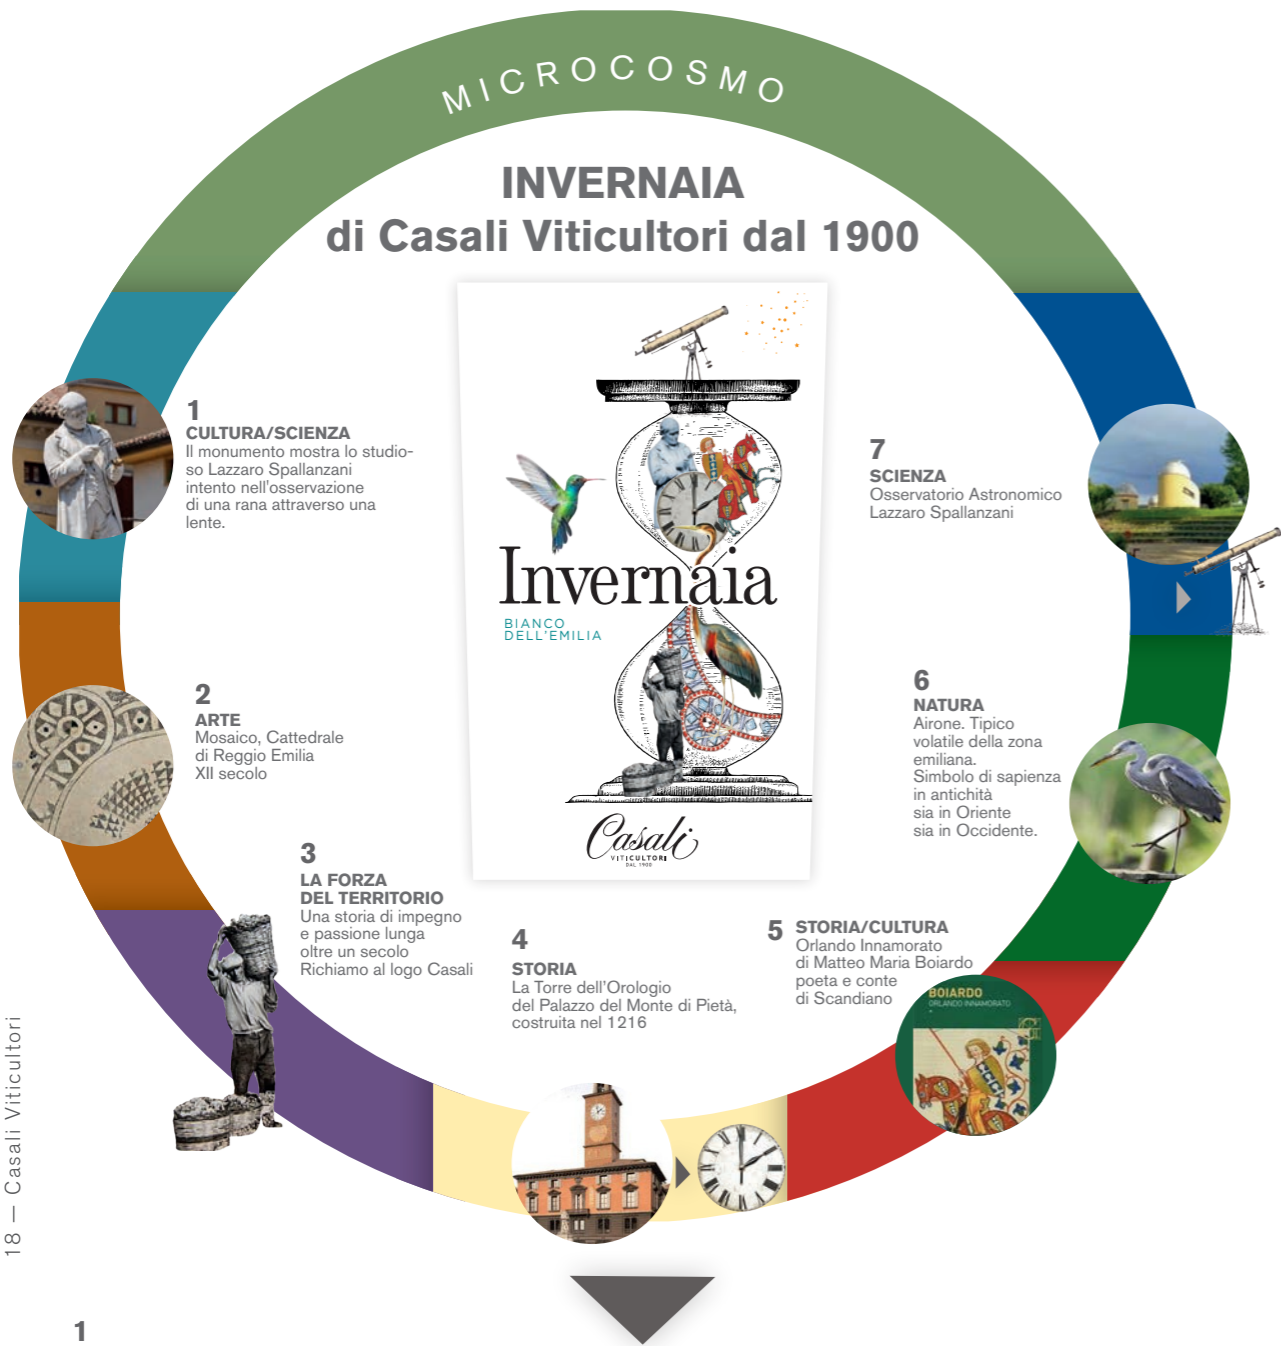 MICROCOSMO
INVERNAIA
di Casali Viticultori dal 1900
1
CULTURA/SCIENZA
Il monumento mostra lo studio-
so Lazzaro Spallanzani
intento nell'osservazione
di una rana attraverso una
lente.
2
ARTE
Mosaico, Cattedrale
di Reggio Emilia
XII secolo
3
LA FORZA
DEL TERRITORIO
Una storia di impegno
e passione lunga
oltre un secolo
Richiamo al logo Casali
4
STORIA
La Torre dell'Orologio
del Palazzo del Monte di Pietà,
costruita nel 1216
5
STORIA/CULTURA
Orlando Innamorato
di Matteo Maria Boiardo
poeta e conte
di Scandiano
BOIARDO
ORLANDO INNAMORATO
6
NATURA
Airone. Tipico
volatile della zona
emiliana.
Simbolo di sapienza
in antichità
sia in Oriente
sia in Occidente.
7
SCIENZA
Osservatorio Astronomico
Lazzaro Spallanzani
Invernaia
BIANCO
DELL'EMILIA
Casali
VITICULTORI
DAL 1900
18 — Casali Viticultori
1